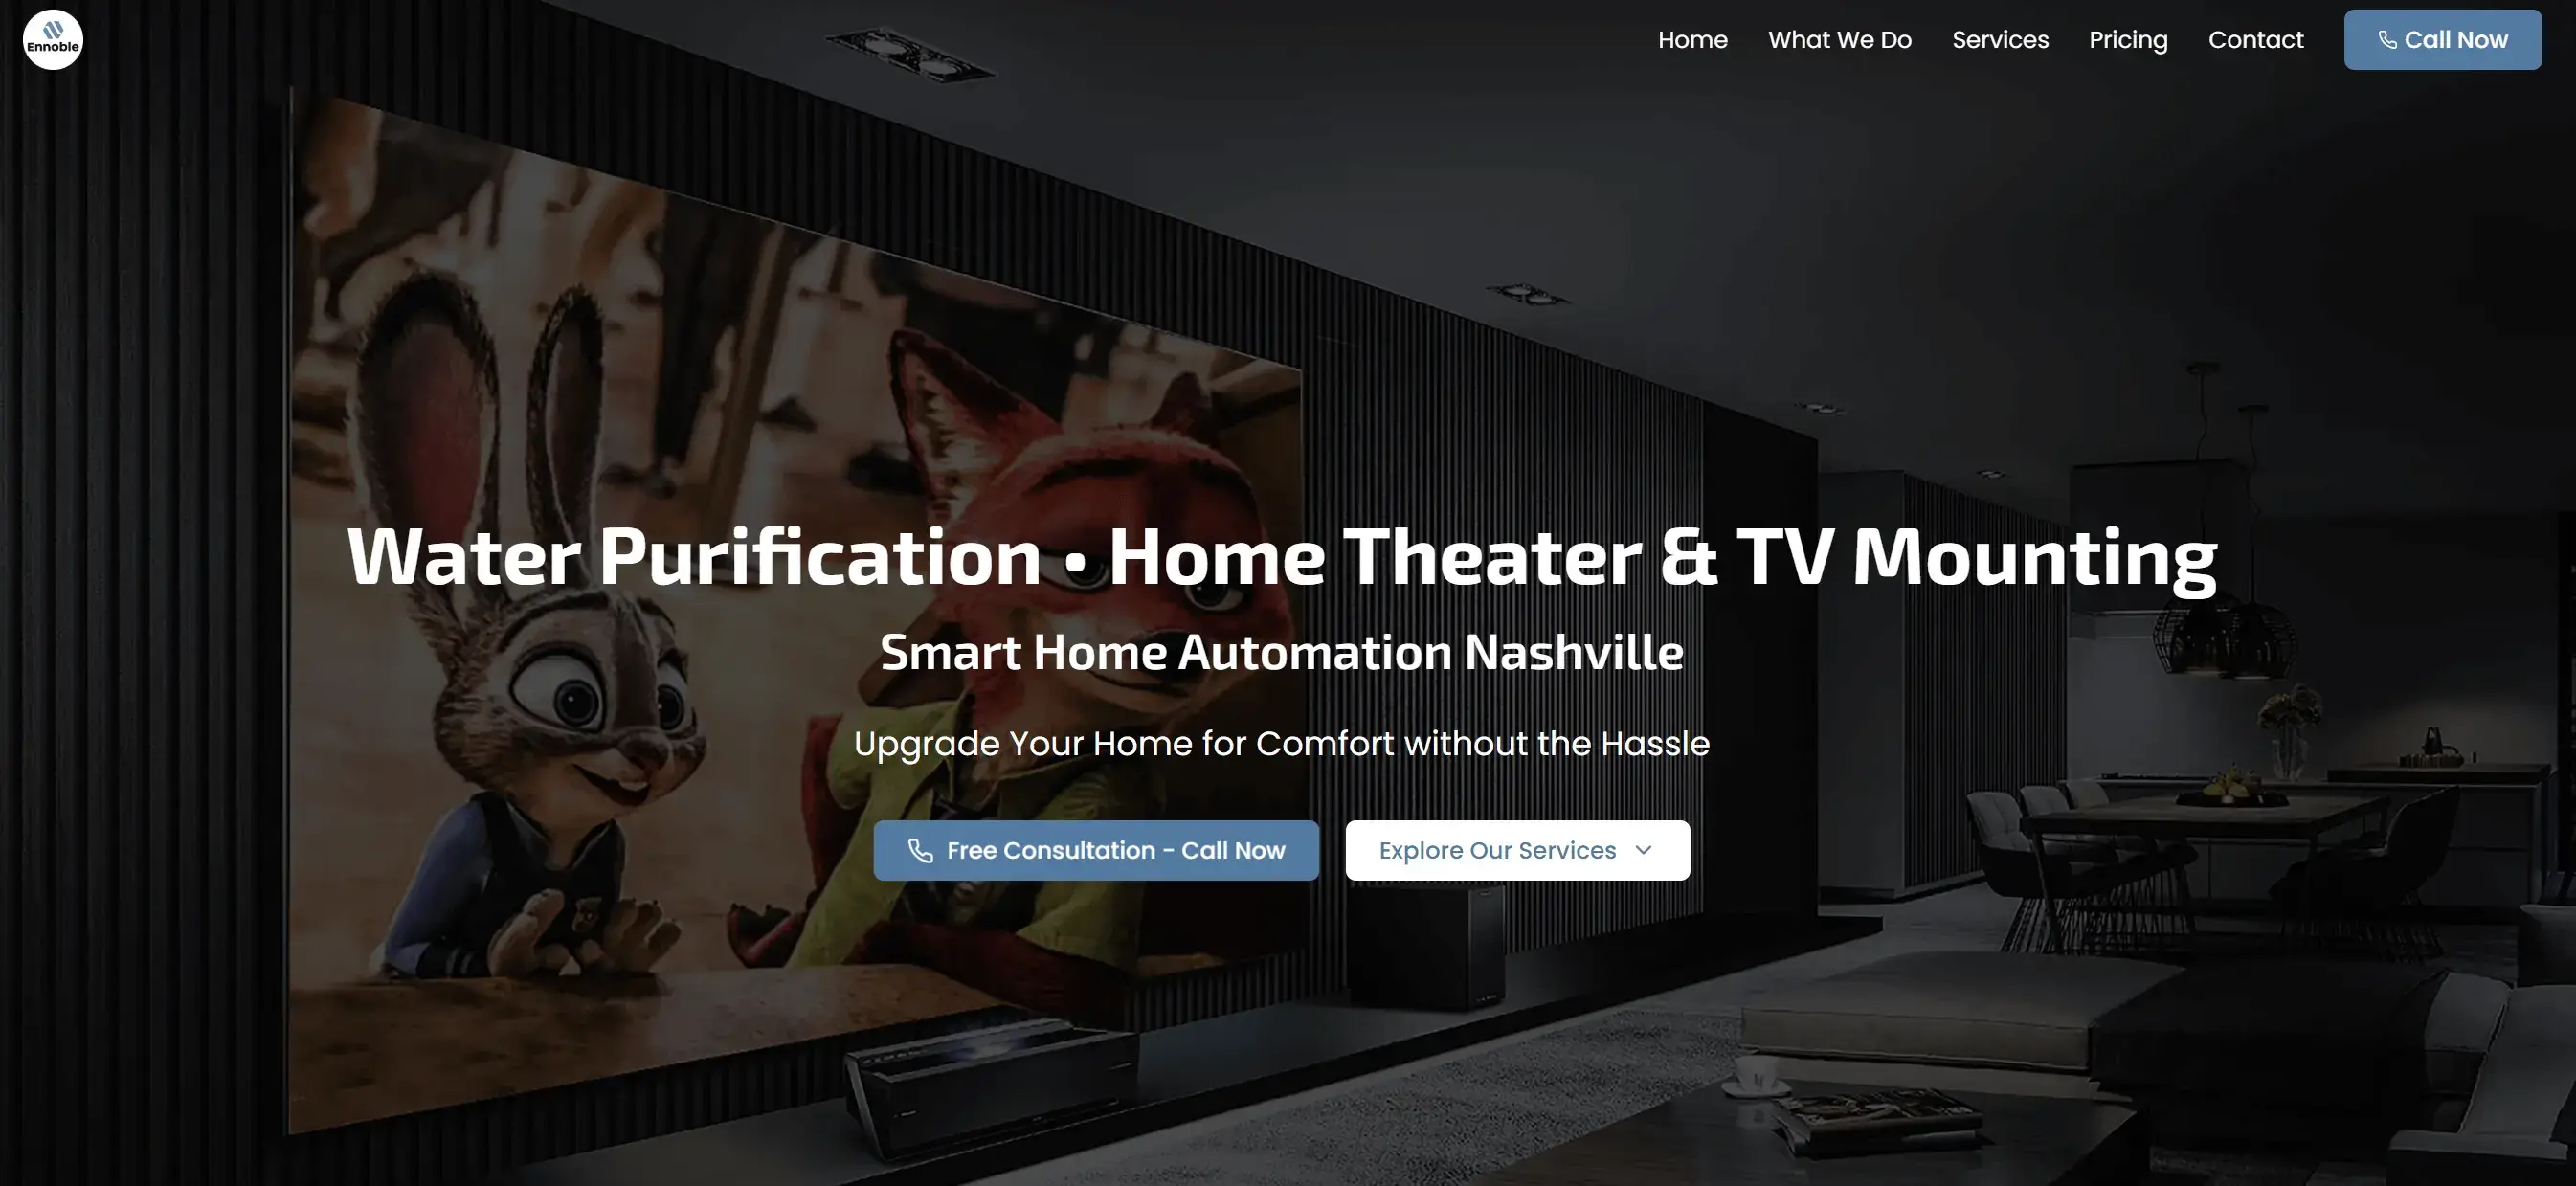 Ennoble
Home
What We Do
Services
Pricing
Contact
Call Now
Water Purification • Home Theater & TV Mounting
Smart Home Automation Nashville
Upgrade Your Home for Comfort without the Hassle
Free Consultation - Call Now
Explore Our Services